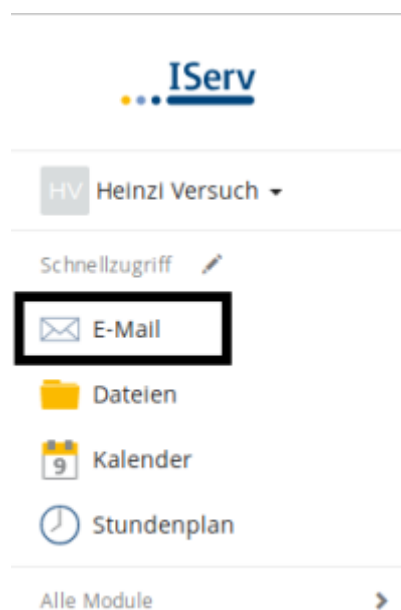 IServ
HV Heinzi Versuch
Schnellzugriff
E-Mail
Dateien
9 Kalender
Stundenplan
Alle Module